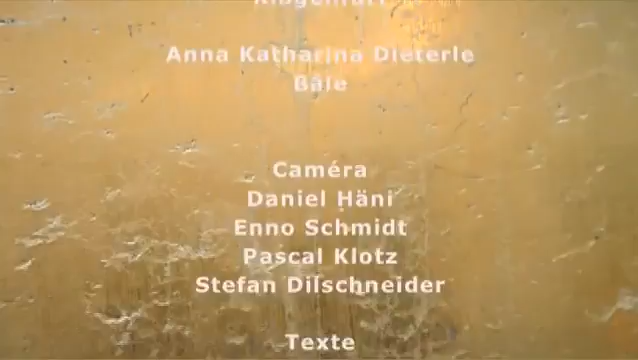 Anna Katharina Dieterle
Bâle
Caméra
Daniel Häni
Enno Schmidt
Pascal Klotz
Stefan Dilschneider
Texte